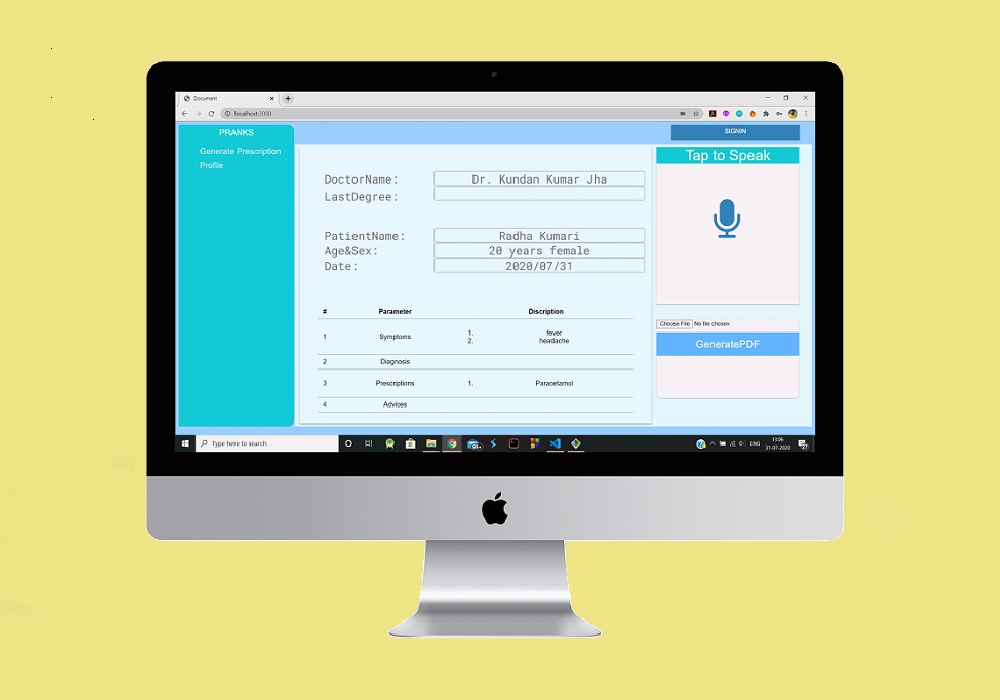 Document
localhost:3000
PRANKS
Generate Prescription
Profile
SIGNIN
DoctorName: Dr. Kundan Kumar Jha
LastDegree:
PatientName: Radha Kumari
Age&Sex: 20 years female
Date: 2020/07/31
# Parameter Discription
1 Symptoms 1. fever
2. headache
2 Diagnosis
3 Prescriptions 1. Paracetamol
4 Advices
Tap to Speak
Choose File No file chosen
GeneratePDF
Type here to search
ENG
13:06
31-07-2020